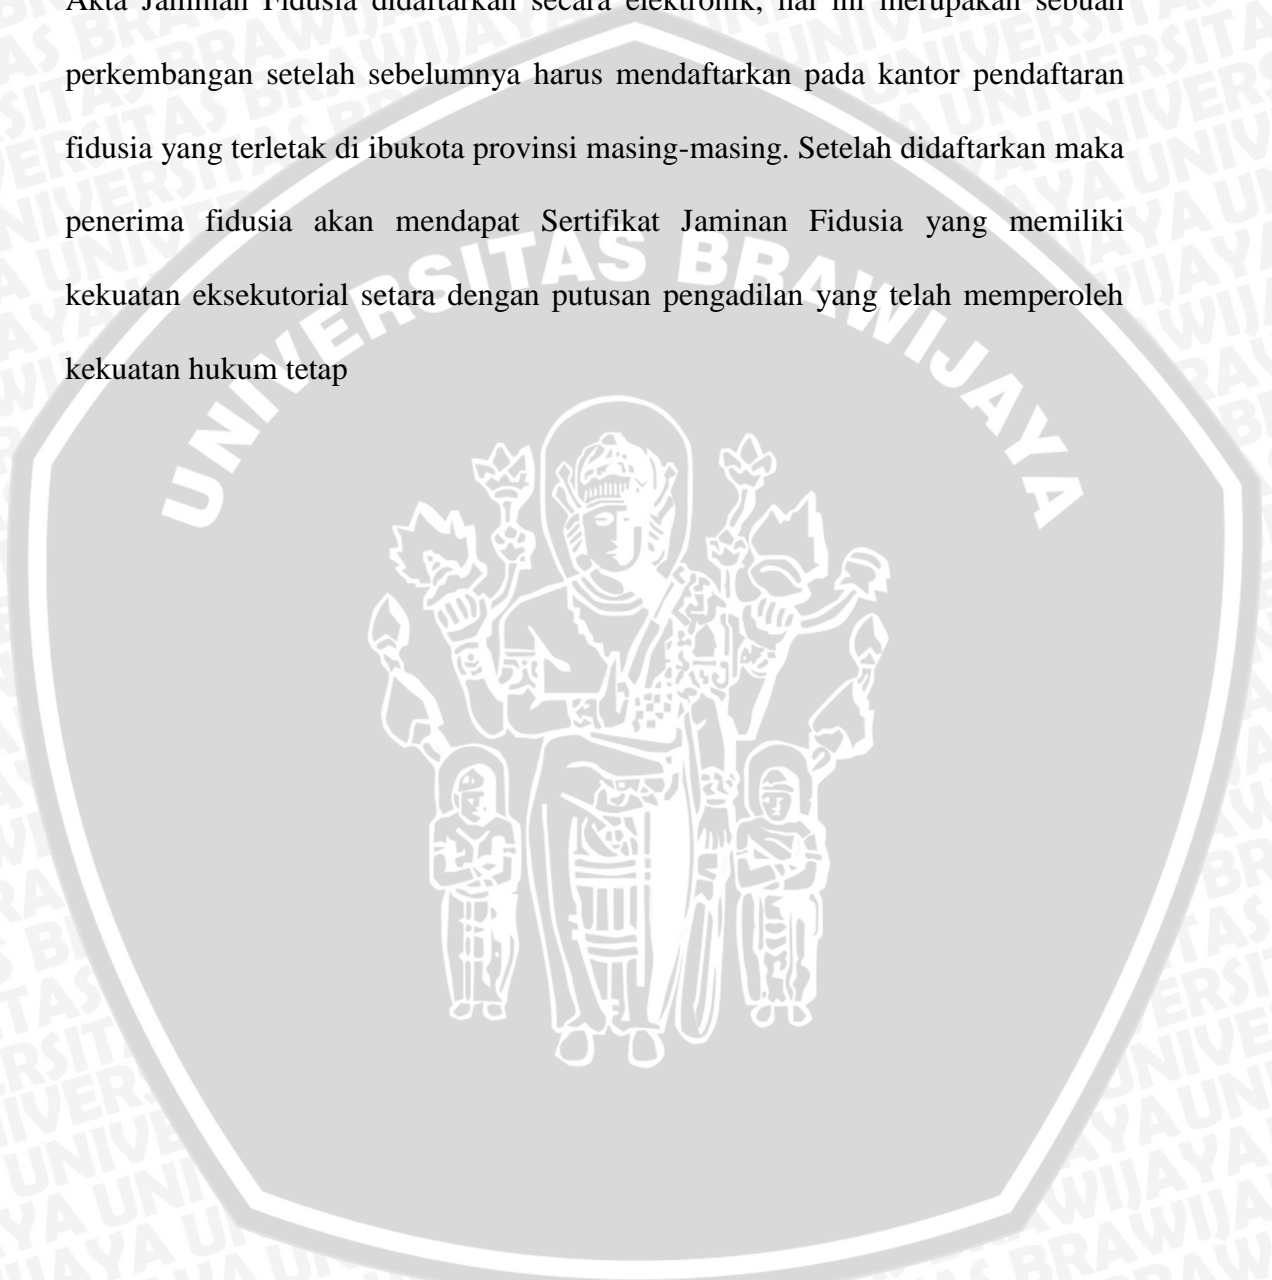 Akta Jaminan Fidusia didaftarkan secara elektronik, hal ini merupakan sebuah
perkembangan setelah sebelumnya harus mendaftarkan pada kantor pendaftaran
fidusia yang terletak di ibukota provinsi masing-masing. Setelah didaftarkan maka
penerima fidusia akan mendapat Sertifikat Jaminan Fidusia yang memiliki
kekuatan eksekutorial setara dengan putusan pengadilan yang telah memperoleh
kekuatan hukum tetap
UNIVERSITAS BRAWIJAYA